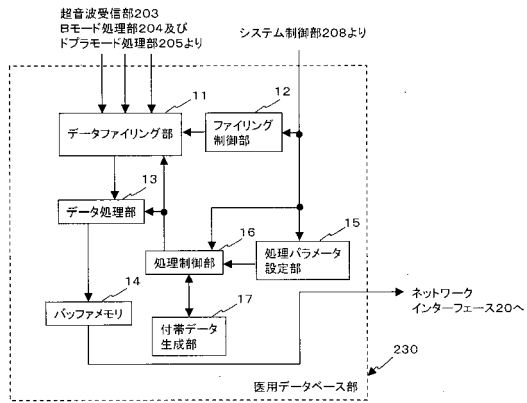 超音波受信部203
Bモード処理部204及び
ドプラモード処理部205より
システム制御部208より
11
データファイリング部
12
ファイリング
制御部
13
データ処理部
15
処理パラメータ
設定部
16
処理制御部
14
バッファメモリ
17
付帯データ
生成部
ネットワーク
インターフェース20へ
230
医用データベース部